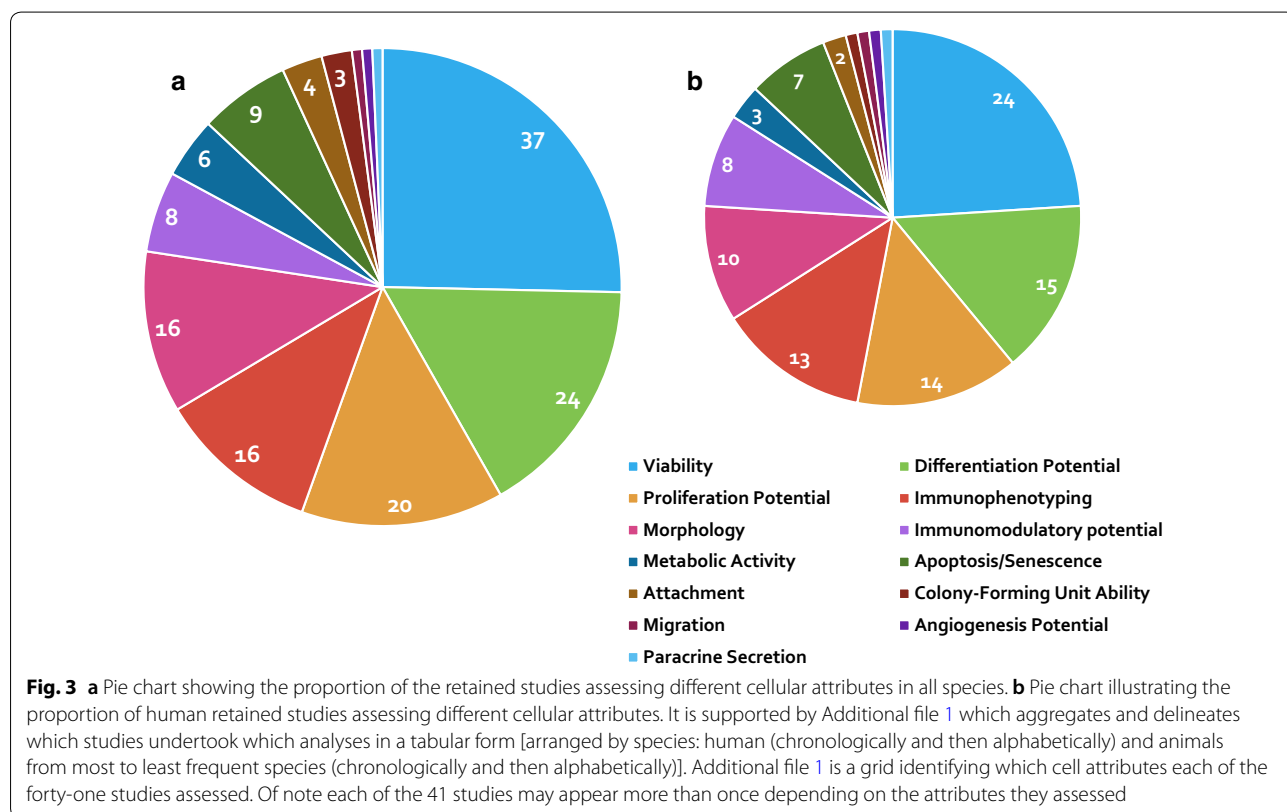 a
37
24
20
16
16
8
6
9
4
3
b
24
15
14
13
10
8
3
7
2
Viability
Differentiation Potential
Proliferation Potential
Immunophenotyping
Morphology
Immunomodulatory potential
Metabolic Activity
Apoptosis/Senescence
Attachment
Colony-Forming Unit Ability
Migration
Angiogenesis Potential
Paracrine Secretion
Fig. 3 a Pie chart showing the proportion of the retained studies assessing different cellular attributes in all species. b Pie chart illustrating the
proportion of human retained studies assessing different cellular attributes. It is supported by Additional file 1 which aggregates and delineates
which studies undertook which analyses in a tabular form [arranged by species: human (chronologically and then alphabetically) and animals
from most to least frequent species (chronologically and then alphabetically)]. Additional file 1 is a grid identifying which cell attributes each of the
forty-one studies assessed. Of note each of the 41 studies may appear more than once depending on the attributes they assessed